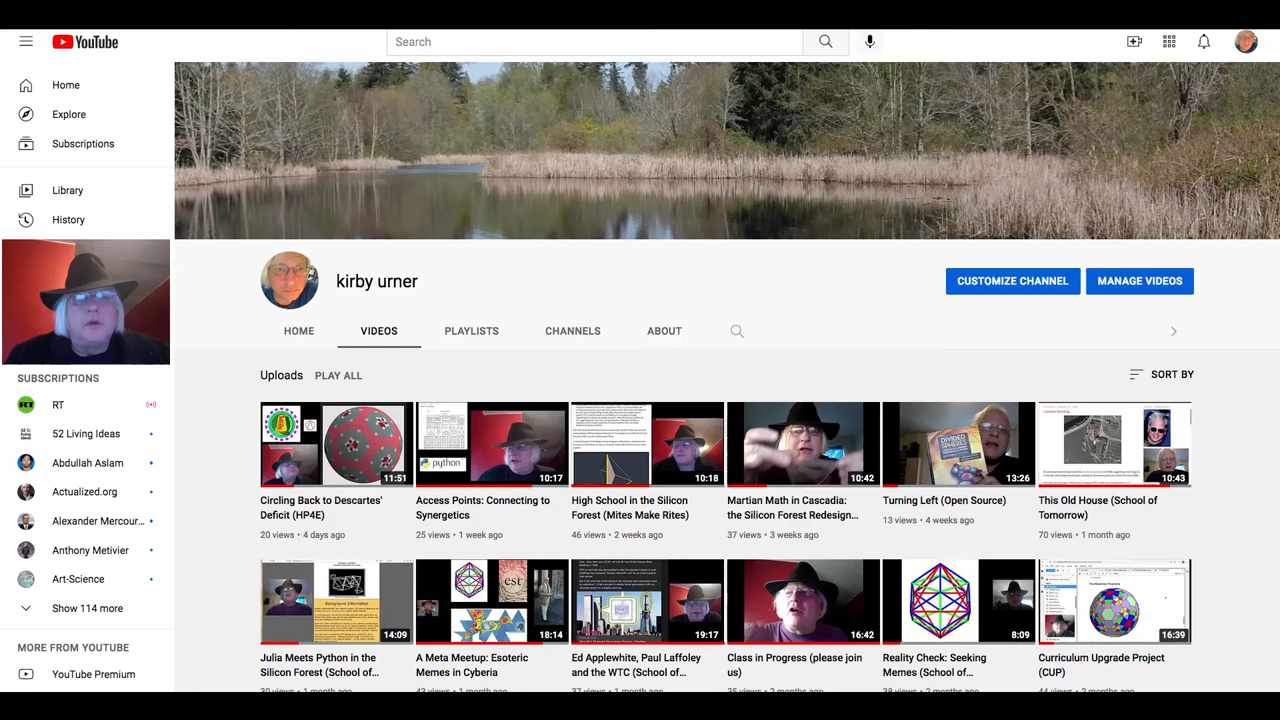 YouTube
Search
Home
Explore
Subscriptions
Library
History
kirby urner
CUSTOMIZE CHANNEL
MANAGE VIDEOS
HOME
VIDEOS
PLAYLISTS
CHANNELS
ABOUT
SUBSCRIPTIONS
RT
52 Living Ideas
Abdullah Aslam
Actualized.org
Alexander Mercour...
Anthony Metivier
Art-Science
Show 114 more
MORE FROM YOUTUBE
YouTube Premium
Uploads PLAY ALL
SORT BY
11:51
Circling Back to Descartes'
Deficit (HP4E)
20 views • 4 days ago
python
10:17
Access Points: Connecting to
Synergetics
25 views • 1 week ago
10:18
High School in the Silicon
Forest (Mites Make Rites)
46 views • 2 weeks ago
10:42
Martian Math in Cascadia:
the Silicon Forest Redesign...
37 views • 3 weeks ago
DIVIDED
SPHERES
13:26
Turning Left (Open Source)
13 views • 4 weeks ago
10:43
This Old House (School of
Tomorrow)
70 views • 1 month ago
Background Information
14:09
Julia Meets Python in the
Silicon Forest (School of...
est
18:14
A Meta Meetup: Esoteric
Memes in Cyberia
19:17
Ed Applewhite, Paul Laffoley
and the WTC (School of...
16:42
Class in Progress (please join
us)
8:09
Reality Check: Seeking
Memes (School of...
16:39
Curriculum Upgrade Project
(CUP)